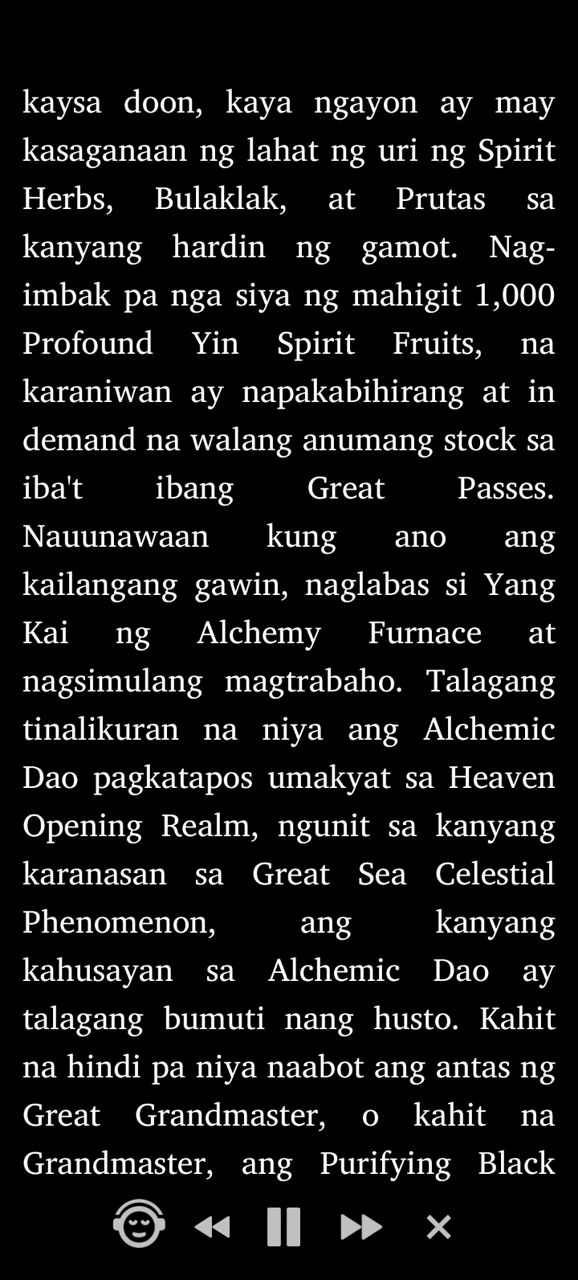 kaysa doon, kaya ngayon ay may
kasaganaan ng lahat ng uri ng Spirit
Herbs, Bulaklak, at Prutas sa
kanyang hardin ng gamot. Nag-
imbak pa nga siya ng mahigit 1,000
Profound Yin Spirit Fruits, na
karaniwan ay napakabihirang at in
demand na walang anumang stock sa
iba't ibang Great Passes.
Nauunawaan kung ano ang
kailangang gawin, naglabas si Yang
Kai ng Alchemy Furnace at
nagsimulang magtrabaho. Talagang
tinalikuran na niya ang Alchemic
Dao pagkatapos umakyat sa Heaven
Opening Realm, ngunit sa kanyang
karanasan sa Great Sea Celestial
Phenomenon, ang kanyang
kahusayan sa Alchemic Dao ay
talagang bumuti nang husto. Kahit
na hindi pa niya naabot ang antas ng
Great Grandmaster, o kahit na
Grandmaster, ang Purifying Black